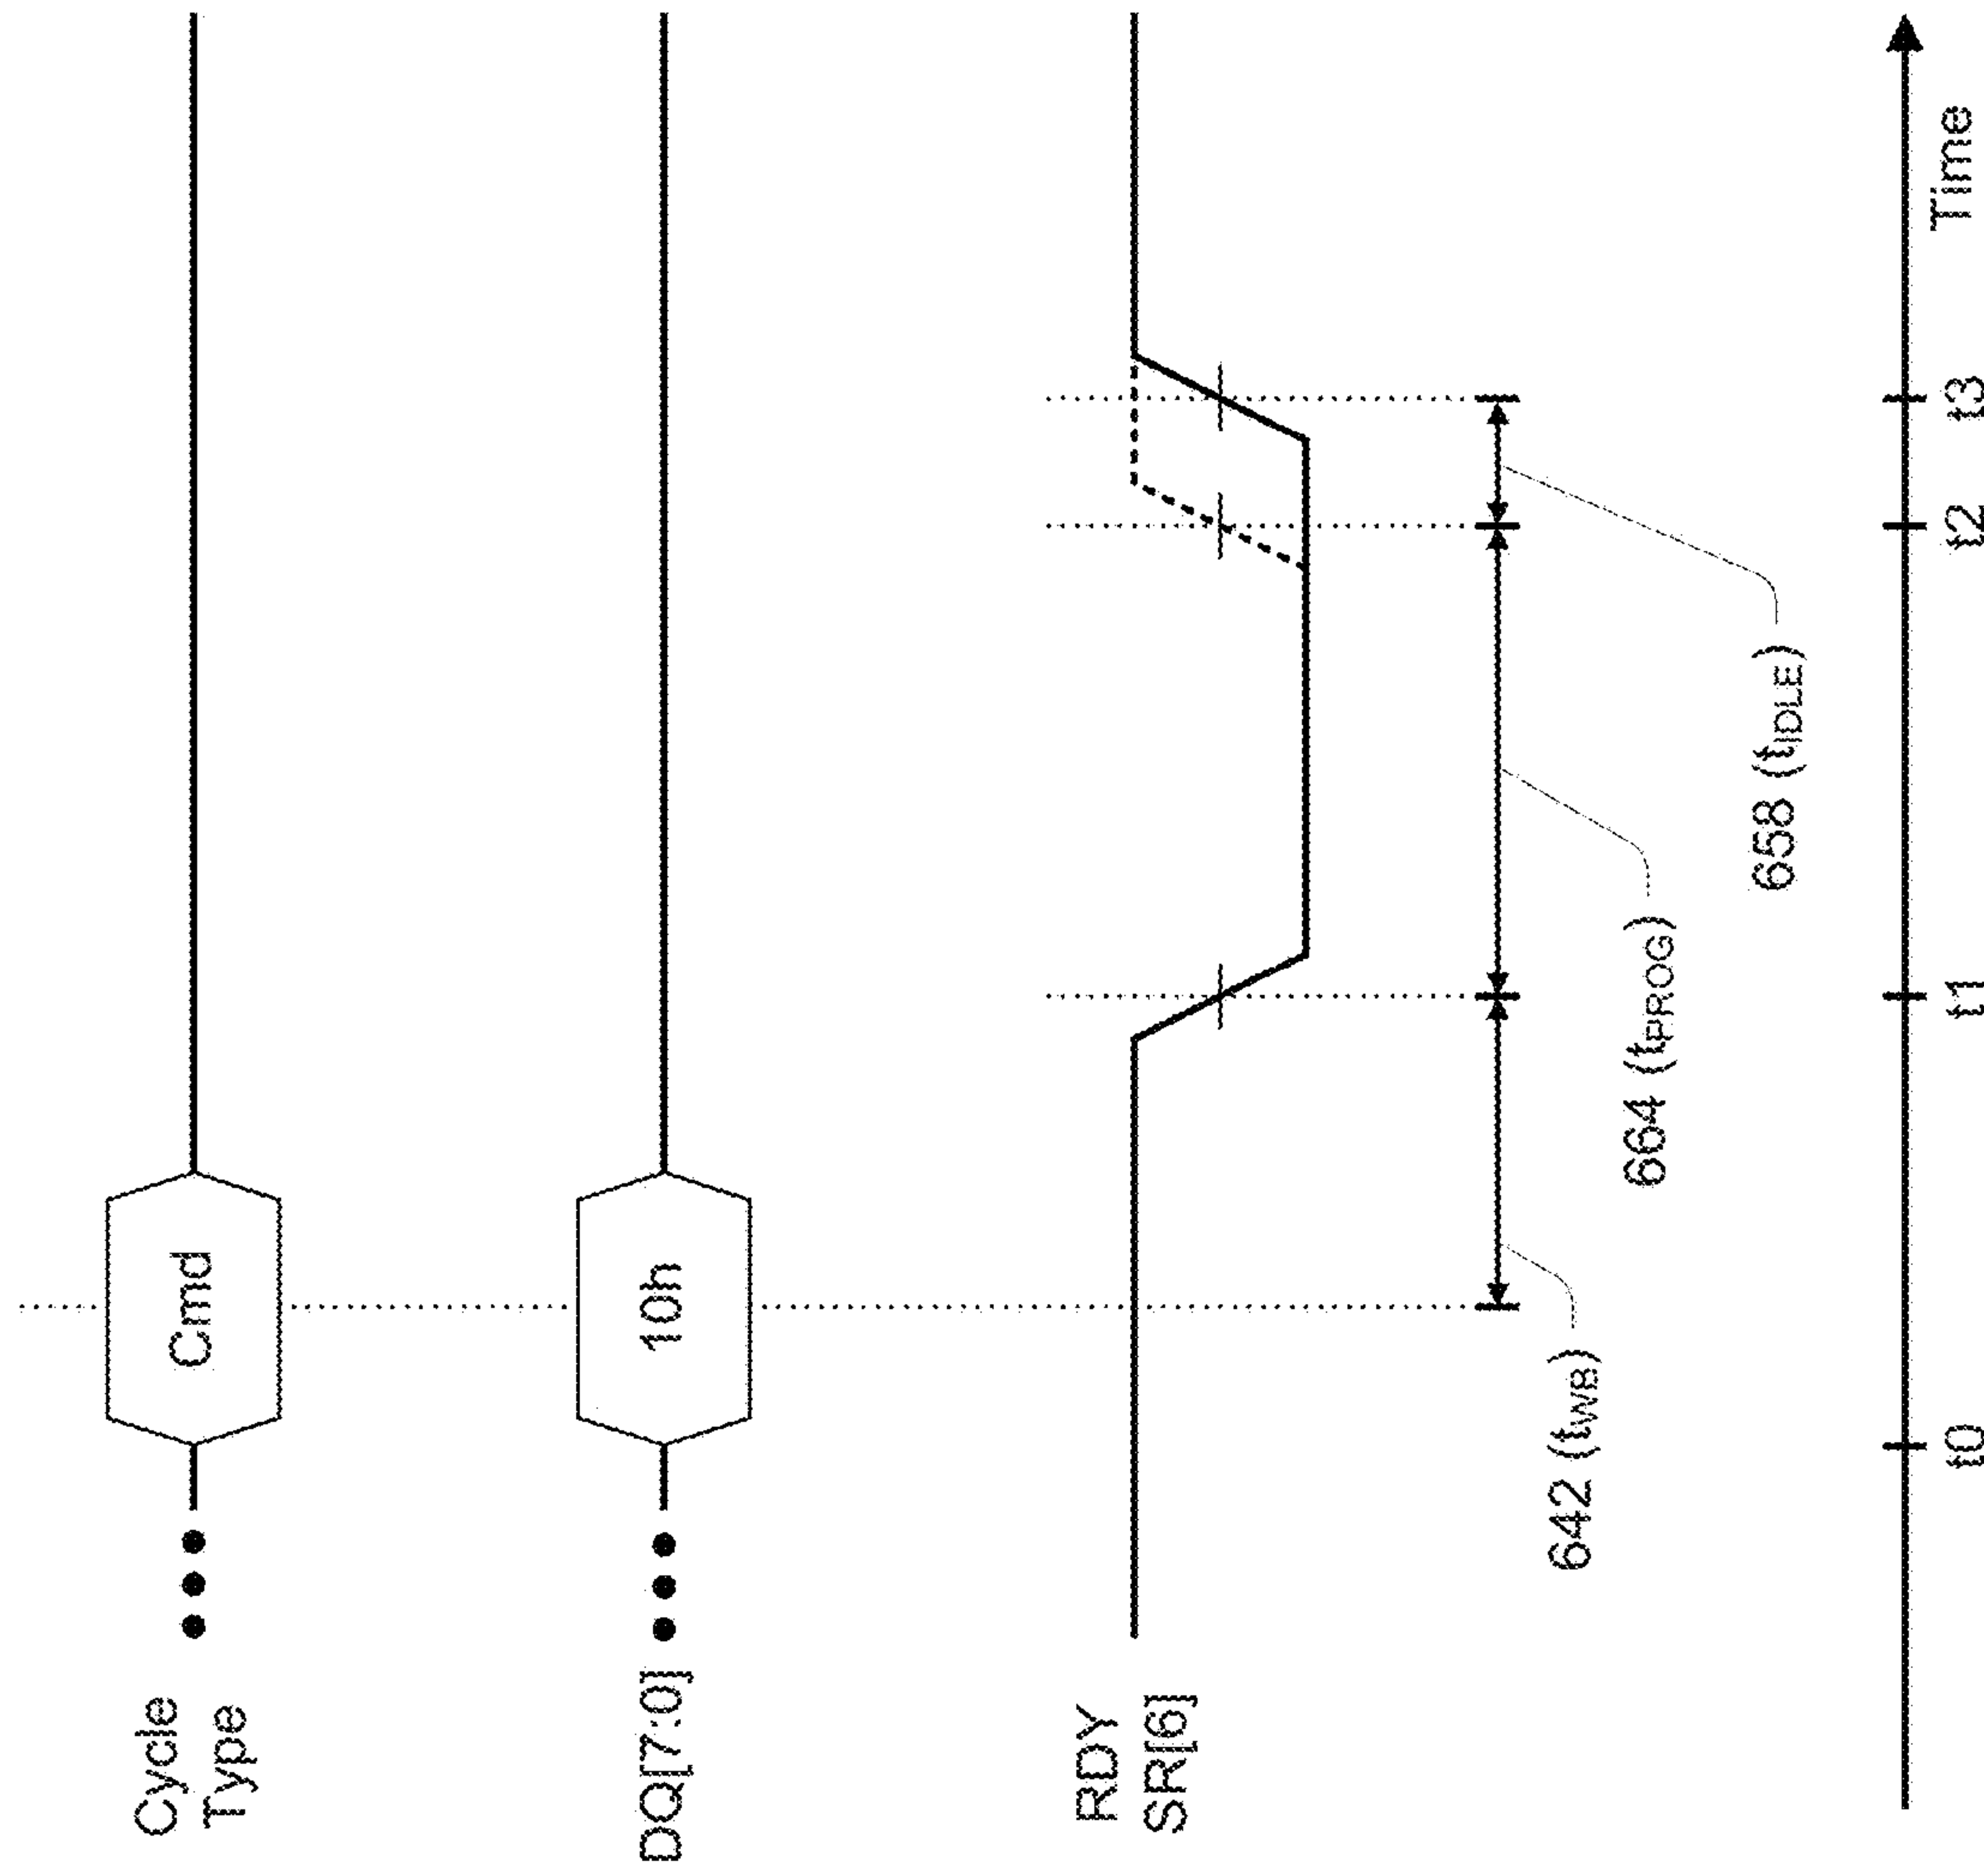 Cycle
Type
Cmd
DQ[7:0]
10h
RDY
SR[6]
642 (tWB)
664 (tPROG)
658 (tIDLE)
t0
t1
t2
t3
Time